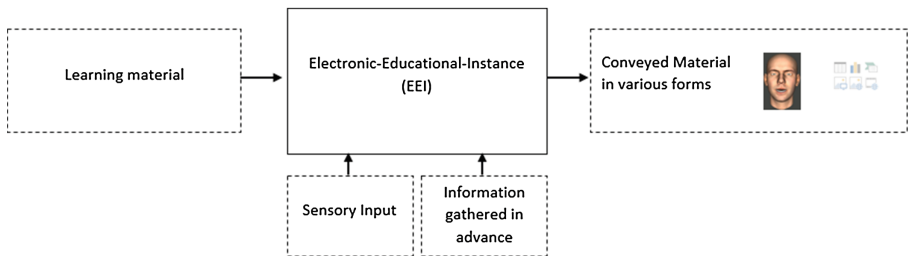 Learning material
Electronic-Educational-Instance
(EEI)
Conveyed Material
in various forms
Sensory Input
Information
gathered in
advance